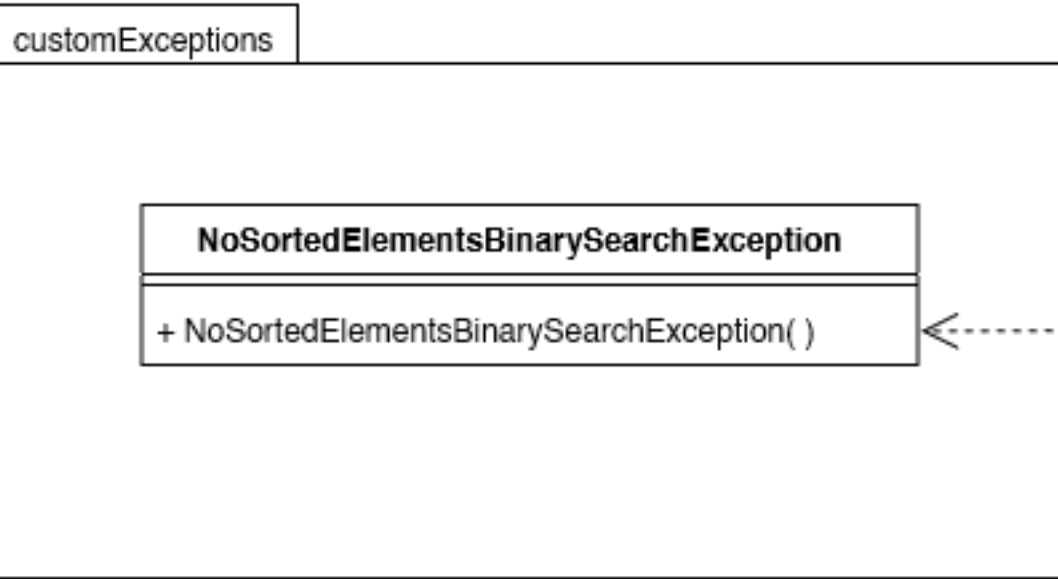 customExceptions
NoSortedElementsBinarySearchException
+ NoSortedElementsBinarySearchException( )